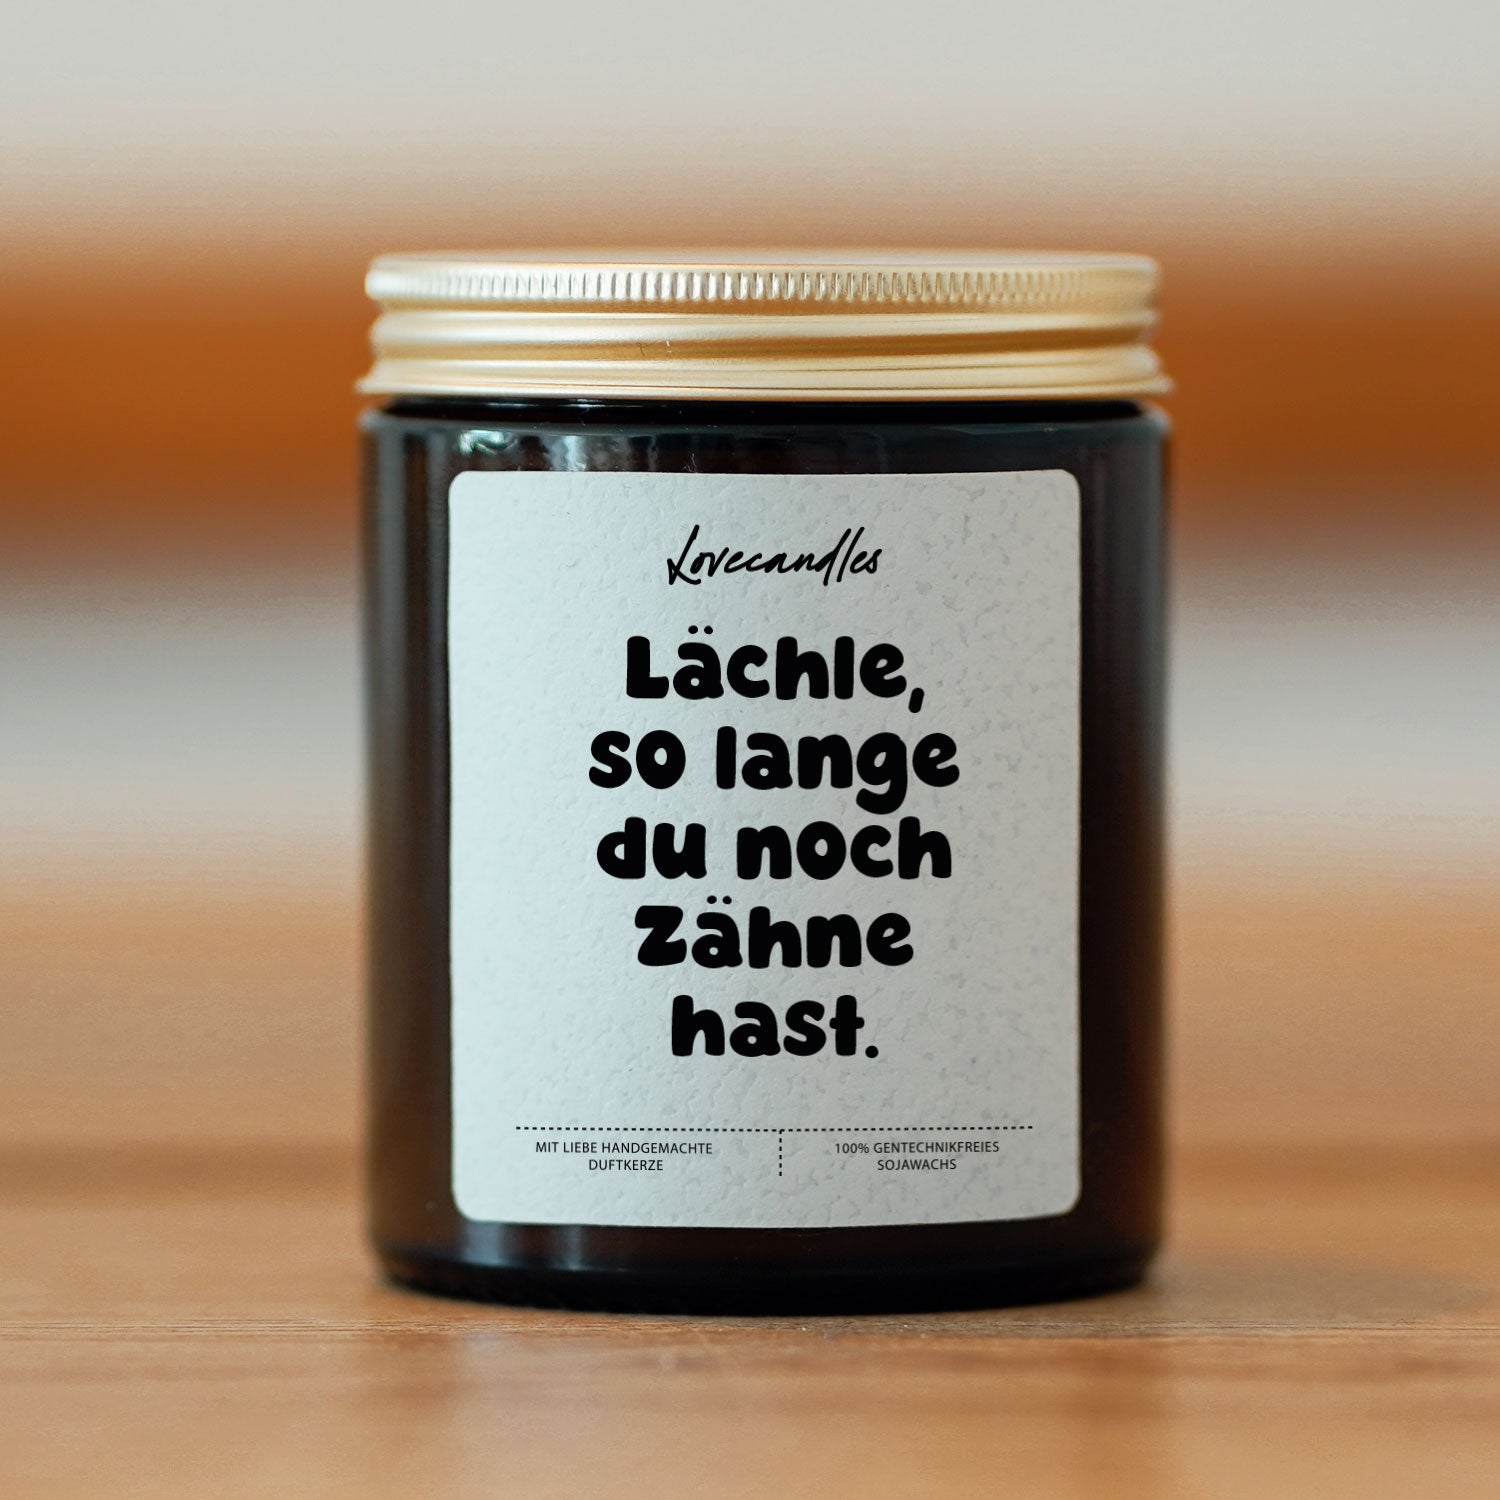 Lovecandles
Lächle,
so lange
du noch
Zähne
hast.
MIT LIEBE HANDGEMACHTE
DUFTKERZE
100% GENTECHNIKFREIES
SOJAWACHS